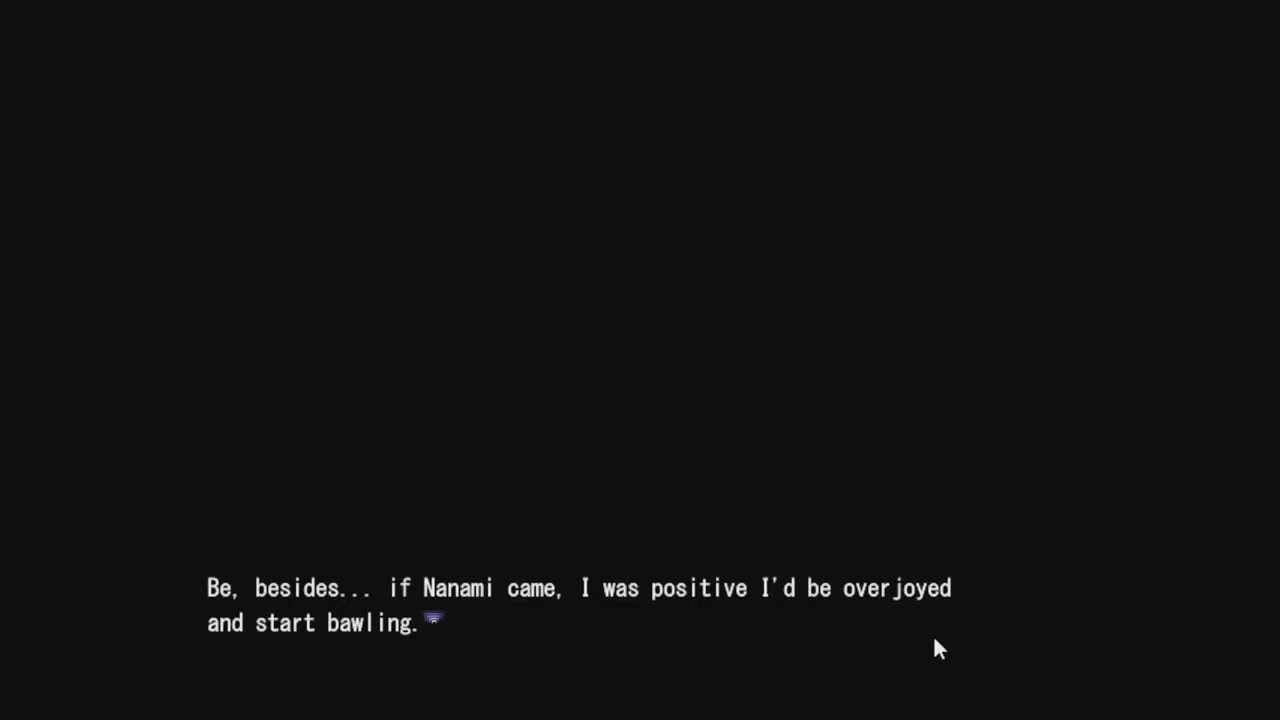 Be, besides... if Nanami came, I was positive I'd be overjoyed
and start bawling.